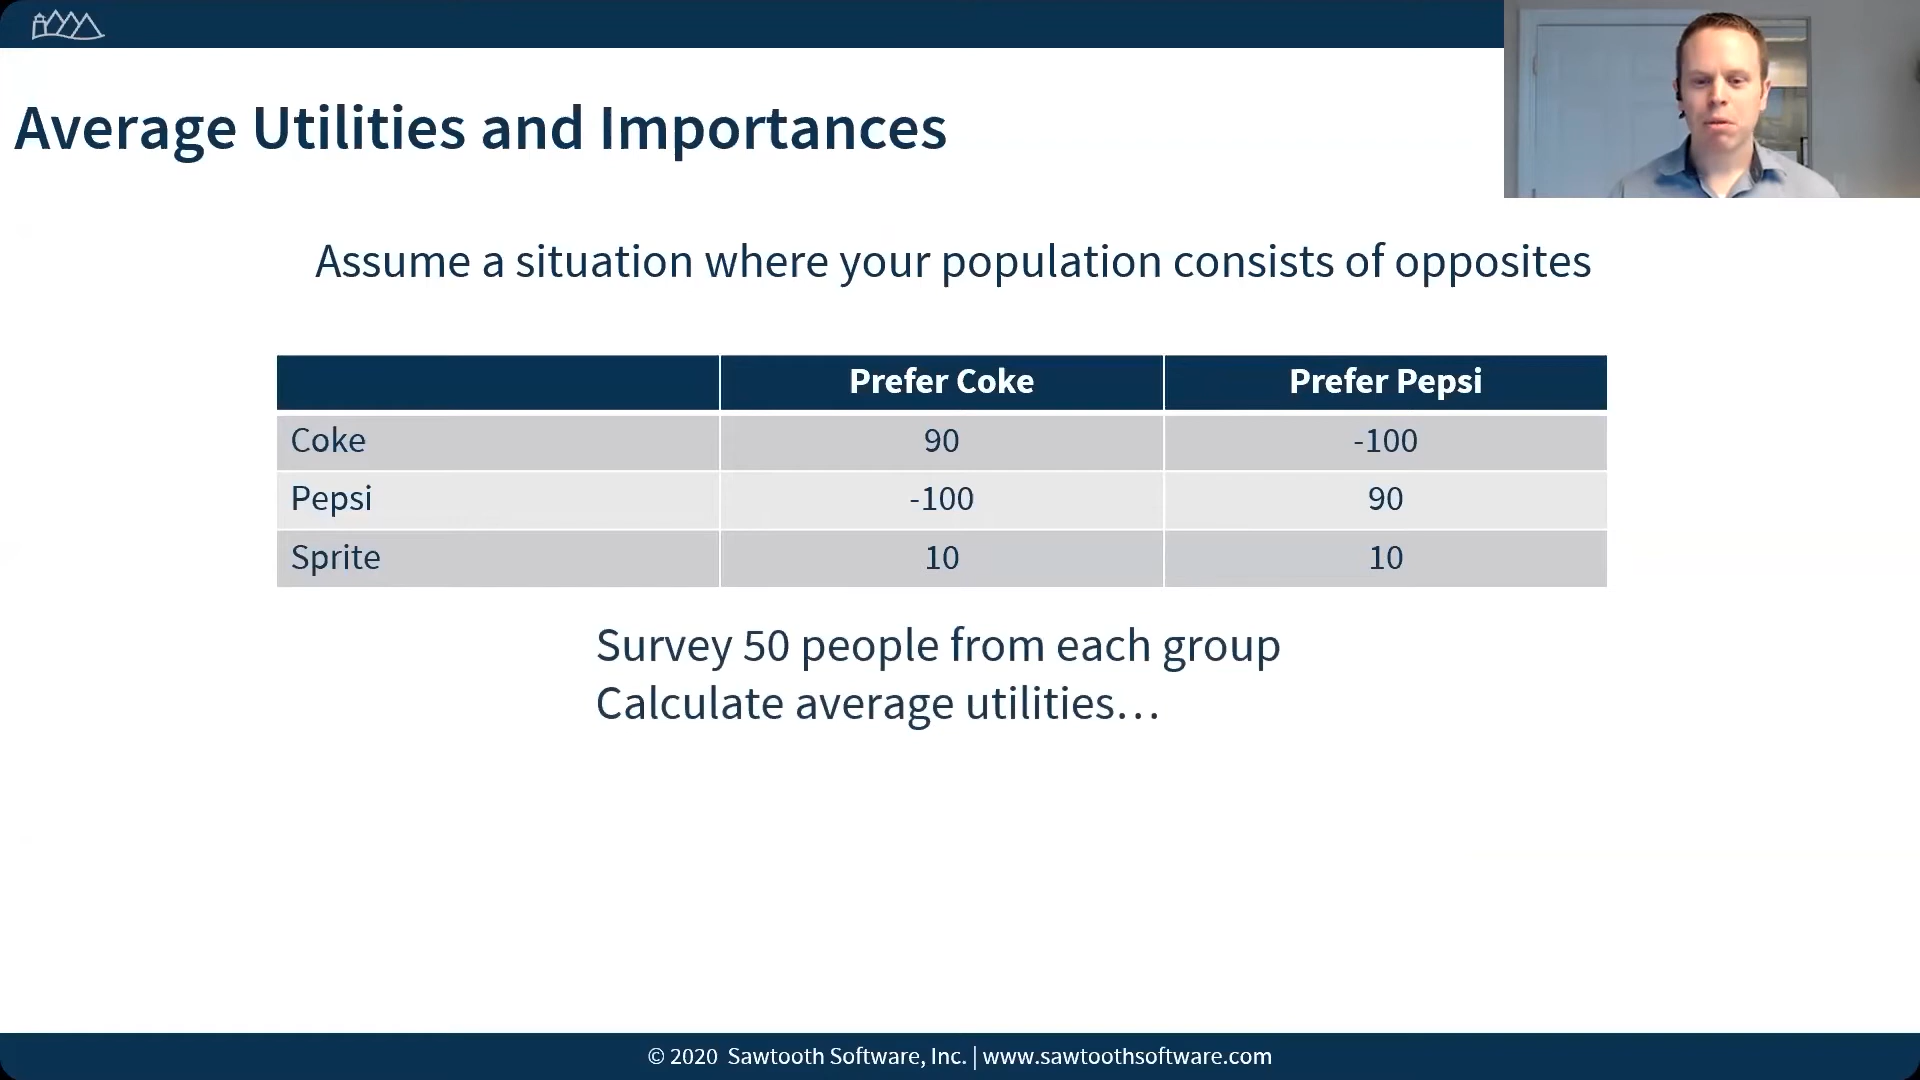 Average Utilities and Importances
Assume a situation where your population consists of opposites
Prefer Coke Prefer Pepsi
Coke 90 -100
Pepsi -100 90
Sprite 10 10
Survey 50 people from each group
Calculate average utilities…
© 2020 Sawtooth Software, Inc. | www.sawtoothsoftware.com